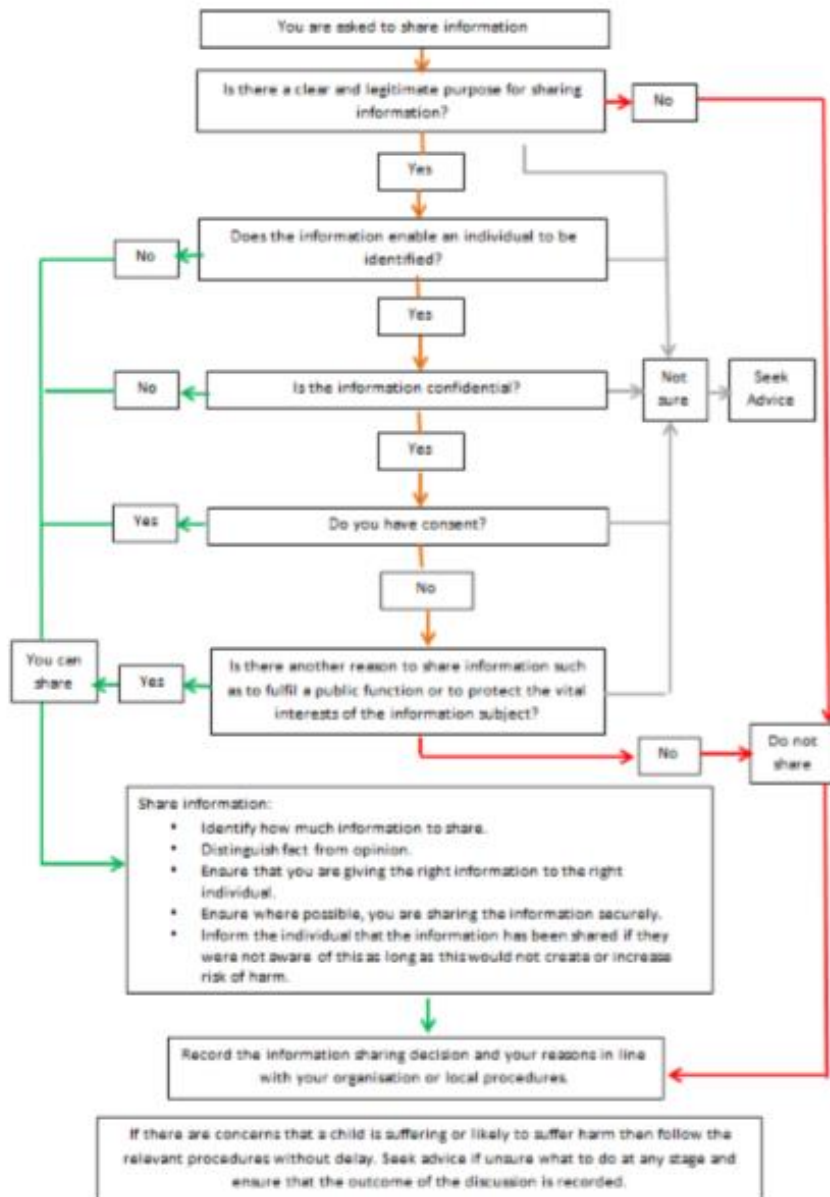 You are asked to share information
Is there a clear and legitimate purpose for sharing
information?
No
Yes
Does the information enable an individual to be
identified?
No
Yes
Is the information confidential?
No
Not
sure
Seek
Advice
Yes
Do you have consent?
Yes
No
You can
share
Yes
Is there another reason to share information such
as to fulfil a public function or to protect the vital
interests of the information subject?
No
Do not
share
Share information:
• Identify how much information to share.
• Distinguish fact from opinion.
• Ensure that you are giving the right information to the right
individual.
• Ensure where possible, you are sharing the information securely.
• Inform the individual that the information has been shared if they
were not aware of this as long as this would not create or increase
risk of harm.
Record the information sharing decision and your reasons in line
with your organisation or local procedures.
If there are concerns that a child is suffering or likely to suffer harm then follow the
relevant procedures without delay. Seek advice if unsure what to do at any stage and
ensure that the outcome of the discussion is recorded.